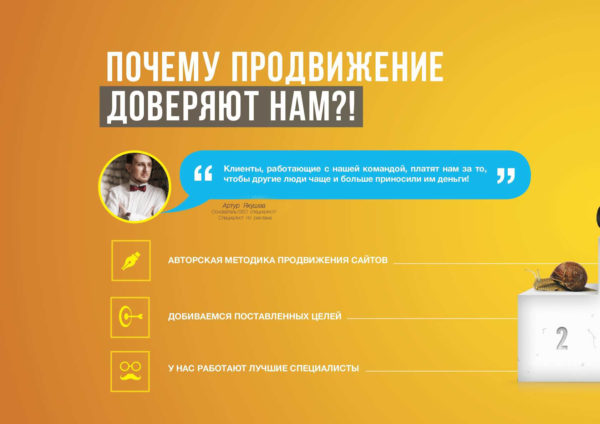 ПОЧЕМУ ПРОДВИЖЕНИЕ
ДОВЕРЯЮТ НАМ?!
“ Клиенты, работающие с нашей командой, платят нам за то,
чтобы другие люди чаще и больше приносили им деньги! ”
Артур Якушев
Основатель/SEO специалист
Специалист по рекламе
АВТОРСКАЯ МЕТОДИКА ПРОДВИЖЕНИЯ САЙТОВ
ДОБИВАЕМСЯ ПОСТАВЛЕННЫХ ЦЕЛЕЙ
2
У НАС РАБОТАЮТ ЛУЧШИЕ СПЕЦИАЛИСТЫ